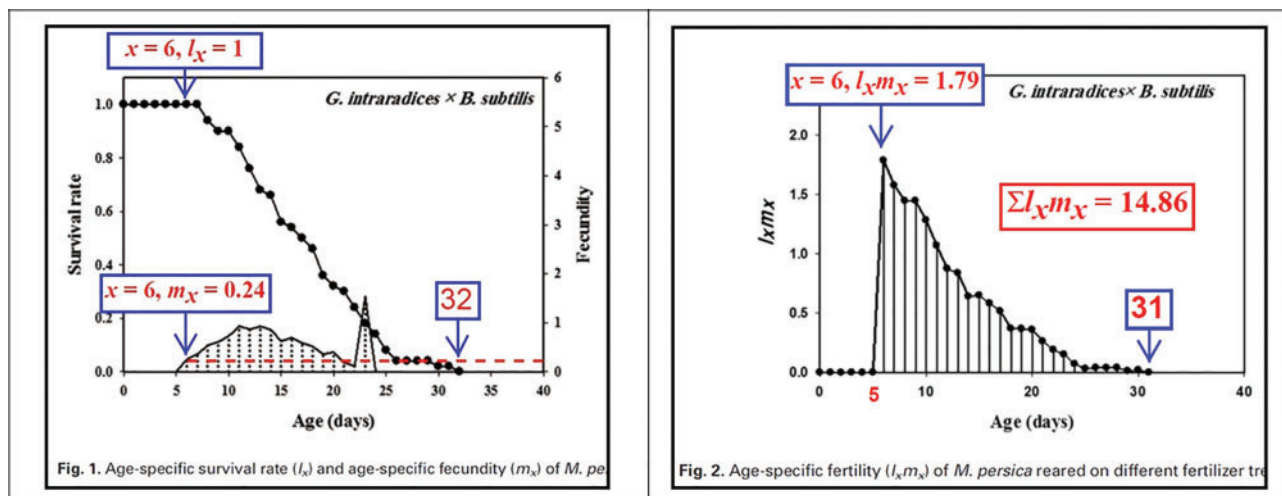 x = 6, lx = 1
G. intraradices × B. subtilis
Survival rate
1.0
0.8
0.6
0.4
0.2
0.0
x = 6, mx = 0.24
32
6
5
4
3
2
1
0
Fecundity
0 5 10 15 20 25 30 35 40
Age (days)
Fig. 1. Age-specific survival rate (lx) and age-specific fecundity (mx) of M. pe
x = 6, lxmx = 1.79
G. intraradices× B. subtilis
lxmx
2.0
1.5
1.0
0.5
0.0
Σlxmx = 14.86
31
0 5 10 20 30 40
Age (days)
Fig. 2. Age-specific fertility (lxmx) of M. persica reared on different fertilizer tre